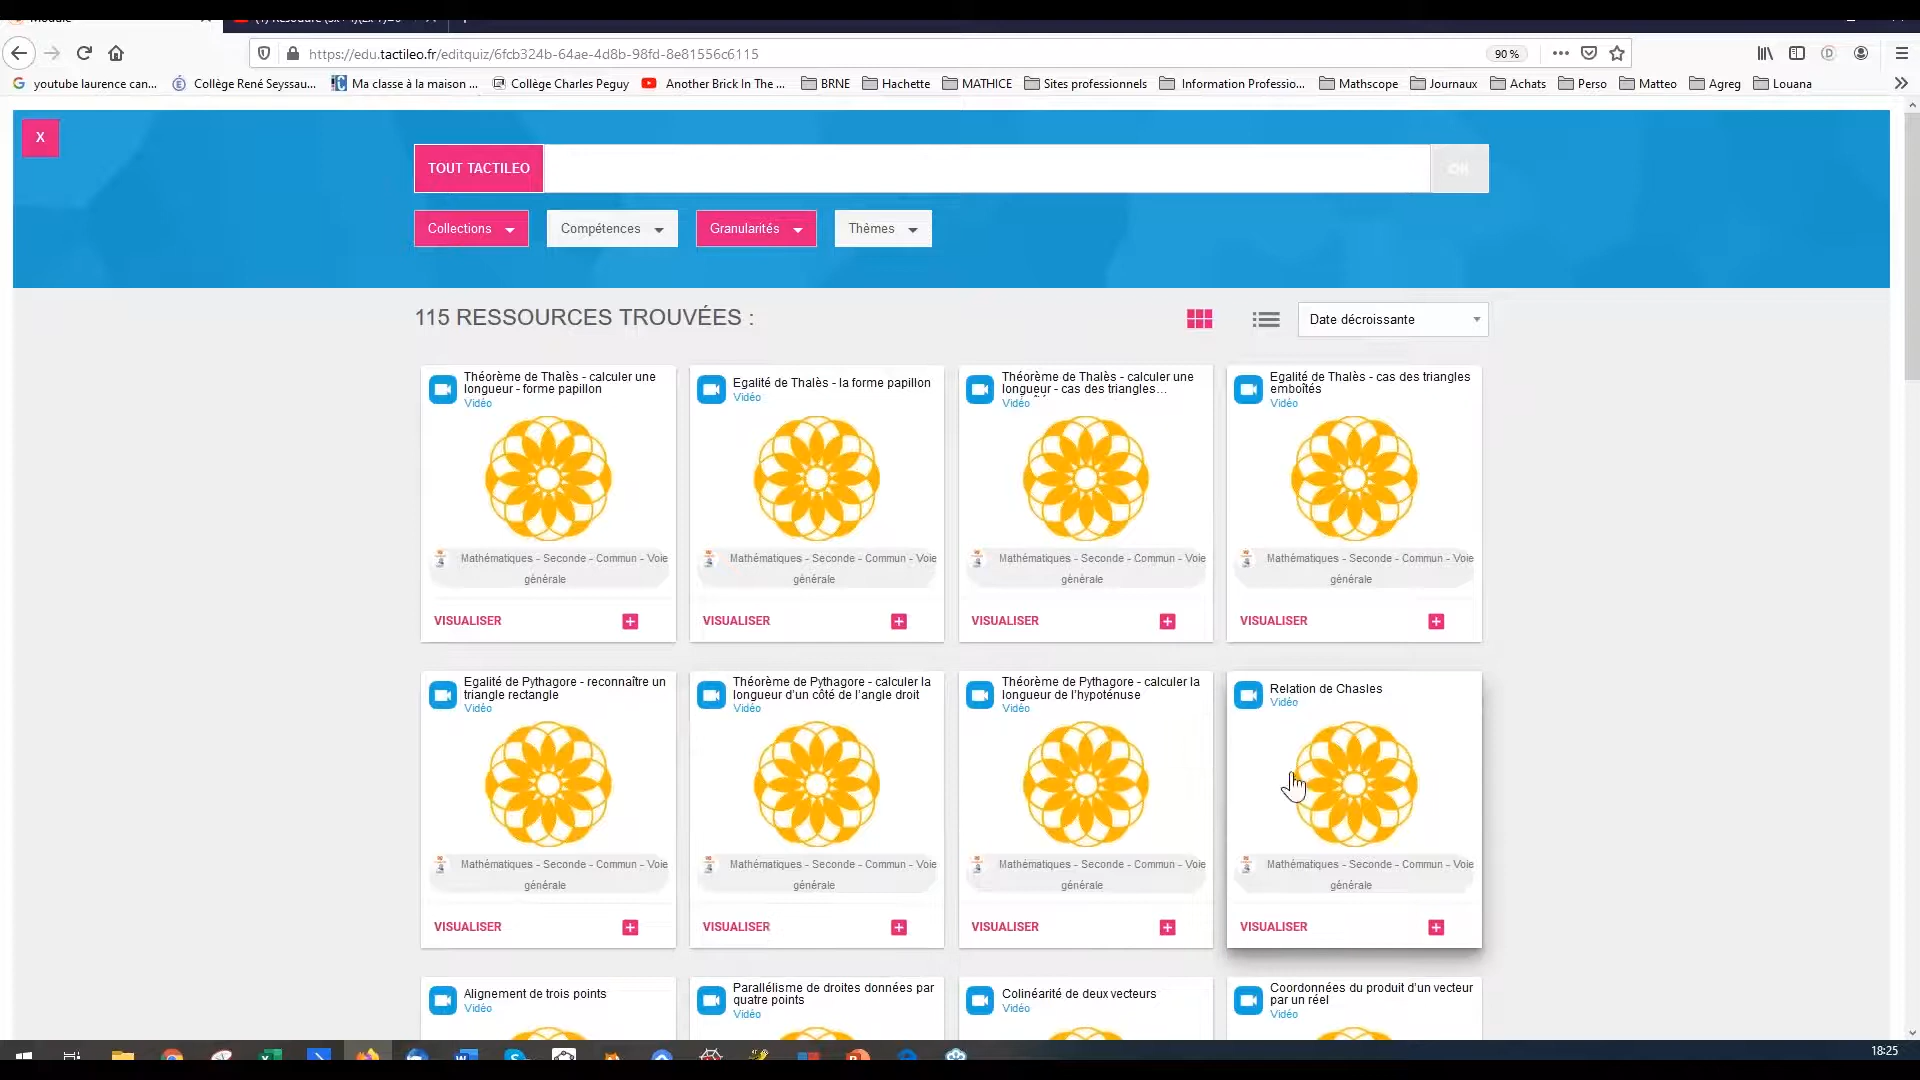 https://edu.tactileo.fr/editquiz/6fcb324b-64ae-4d8b-98fd-8e81556c6115
90 %
youtube laurence can...
Collège René Seyssau...
Ma classe à la maison ...
Collège Charles Peguy
Another Brick In The ...
BRNE
Hachette
MATHICE
Sites professionnels
Information Professio...
Mathscope
Journaux
Achats
Perso
Matteo
Agreg
Louana
X
TOUT TACTILEO
OK
Collections
Compétences
Granularités
Thèmes
115 RESSOURCES TROUVÉES :
Date décroissante
Théorème de Thalès - calculer une
longueur - forme papillon
Vidéo
Mathématiques - Seconde - Commun - Voie
générale
VISUALISER
Egalité de Thalès - la forme papillon
Vidéo
Mathématiques - Seconde - Commun - Voie
générale
VISUALISER
Théorème de Thalès - calculer une
longueur - cas des triangles...
Vidéo
Mathématiques - Seconde - Commun - Voie
générale
VISUALISER
Egalité de Thalès - cas des triangles
emboîtés
Vidéo
Mathématiques - Seconde - Commun - Voie
générale
VISUALISER
Egalité de Pythagore - reconnaître un
triangle rectangle
Vidéo
Mathématiques - Seconde - Commun - Voie
générale
VISUALISER
Théorème de Pythagore - calculer la
longueur d'un côté de l'angle droit
Vidéo
Mathématiques - Seconde - Commun - Voie
générale
VISUALISER
Théorème de Pythagore - calculer la
longueur de l'hypoténuse
Vidéo
Mathématiques - Seconde - Commun - Voie
générale
VISUALISER
Relation de Chasles
Vidéo
Mathématiques - Seconde - Commun - Voie
générale
VISUALISER
Alignement de trois points
Vidéo
Parallélisme de droites données par
quatre points
Vidéo
Colinéarité de deux vecteurs
Vidéo
Coordonnées du produit d'un vecteur
par un réel
Vidéo
18:25